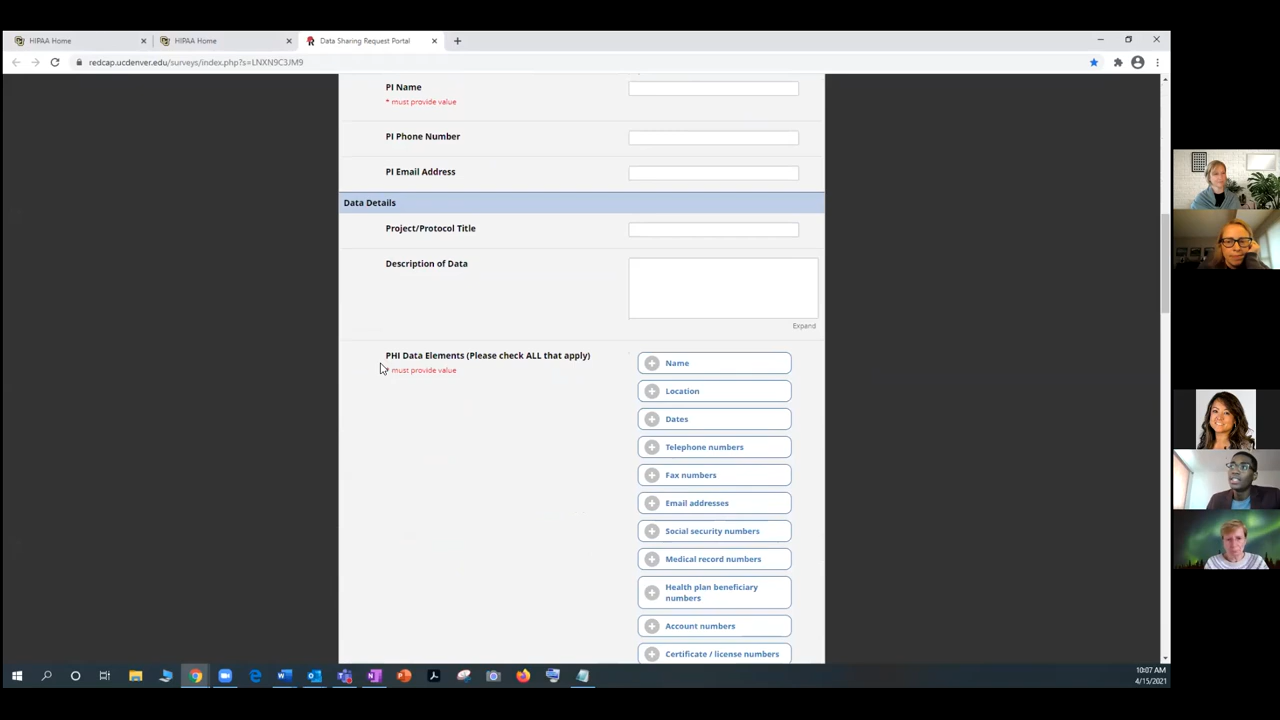 HIPAA Home
HIPAA Home
Data Sharing Request Portal
redcap.ucdenver.edu/surveys/index.php?s=LNXN9C3JM9
PI Name
* must provide value
PI Phone Number
PI Email Address
Data Details
Project/Protocol Title
Description of Data
Expand
PHI Data Elements (Please check ALL that apply)
* must provide value
Name
Location
Dates
Telephone numbers
Fax numbers
Email addresses
Social security numbers
Medical record numbers
Health plan beneficiary
numbers
Account numbers
Certificate / license numbers
10:07 AM
4/15/2021